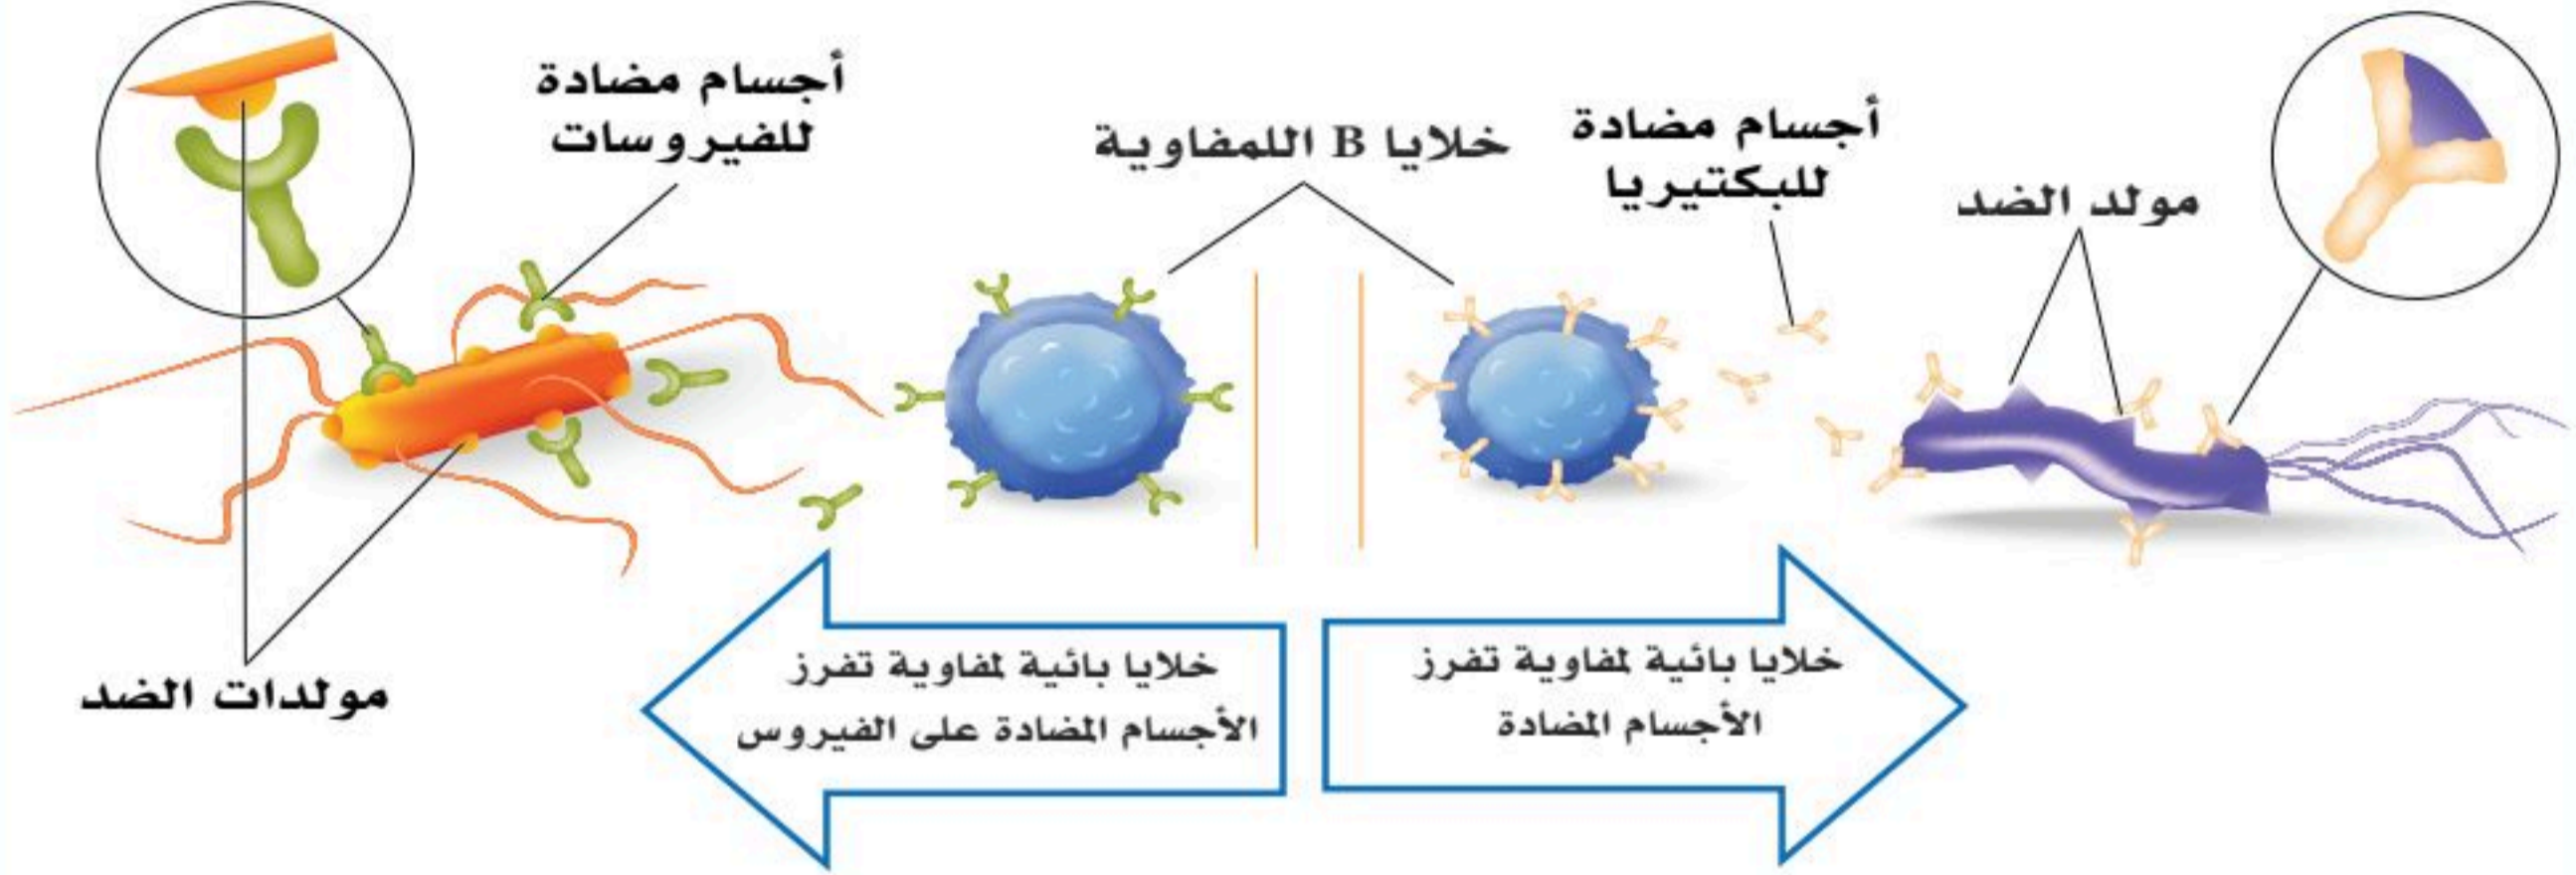 أجسام مضادة
للفيروسات
خلايا B اللمفاوية
أجسام مضادة
للبكتيريا
مولد الضد
مولدات الضد
خلايا بائية لمفاوية تفرز
الأجسام المضادة على الفيروس
خلايا بائية لمفاوية تفرز
الأجسام المضادة